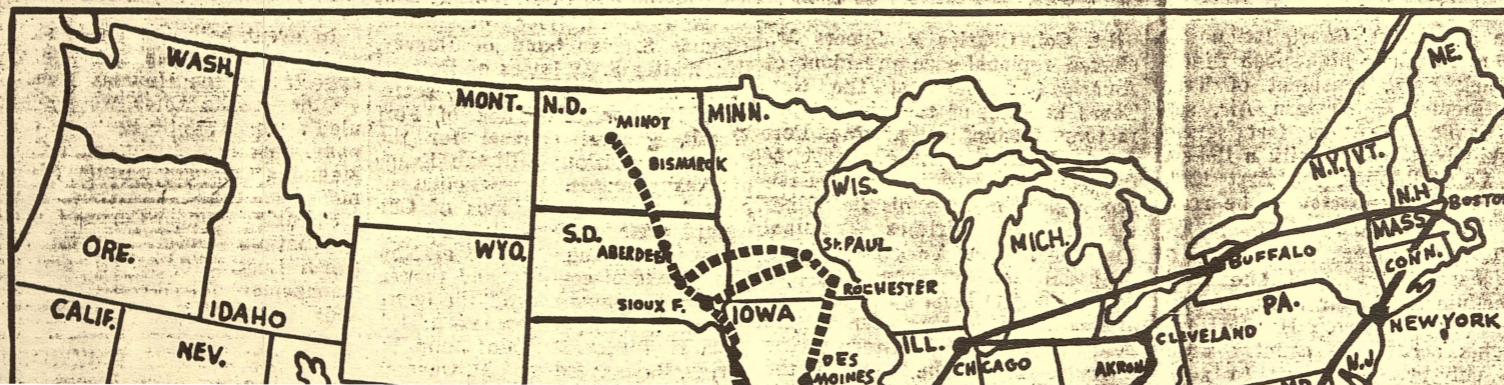 WASH.
MONT.
N.D.
MINOT
BISMARCK
MINN.
ME.
N.Y.
VT.
N.H
BOSTON
WIS.
MASS
ORE.
WYO.
S.D.
ABERDEEN
St. PAUL
MICH.
BUFFALO
CONN.
ROCHESTER
SIOUX F.
IOWA
PA.
CALIF.
IDAHO
NEW YORK
NEV.
ILL.
CLEVELAND
CHICAGO
AKRON
DES
MOINES
N.J.
MD.